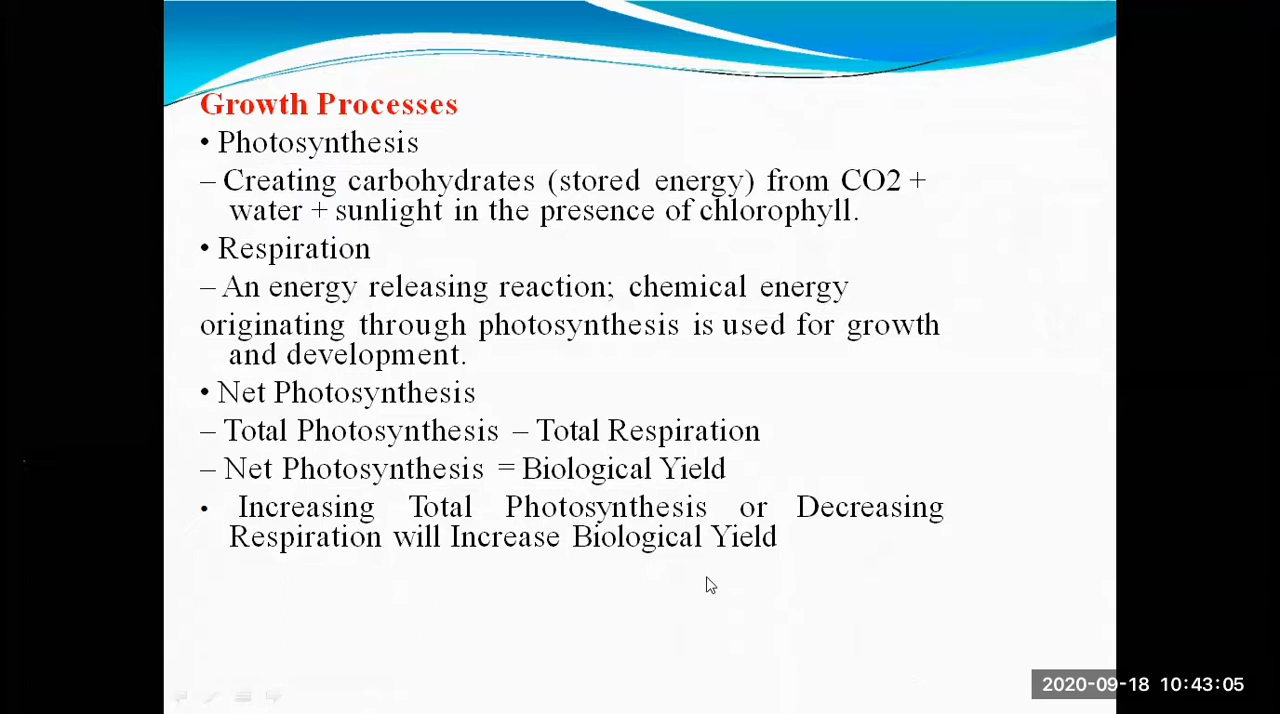 Growth Processes
• Photosynthesis
– Creating carbohydrates (stored energy) from CO2 +
water + sunlight in the presence of chlorophyll.
• Respiration
– An energy releasing reaction; chemical energy
originating through photosynthesis is used for growth
and development.
• Net Photosynthesis
– Total Photosynthesis – Total Respiration
– Net Photosynthesis = Biological Yield
• Increasing Total Photosynthesis or Decreasing
Respiration will Increase Biological Yield
2020-09-18 10:43:05